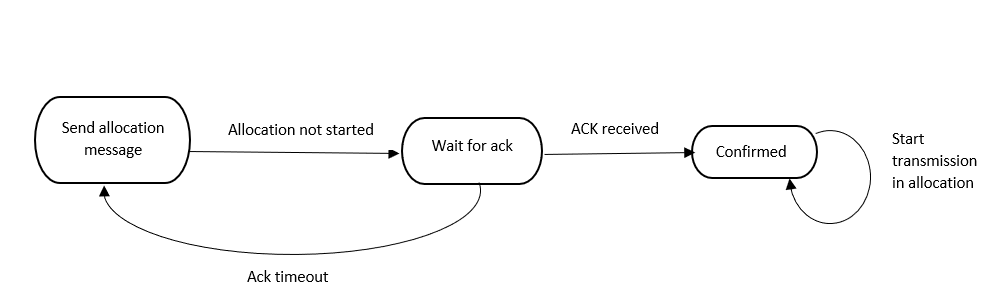 Send allocation
message
Allocation not started
Wait for ack
ACK received
Confirmed
Start
transmission
in allocation
Ack timeout